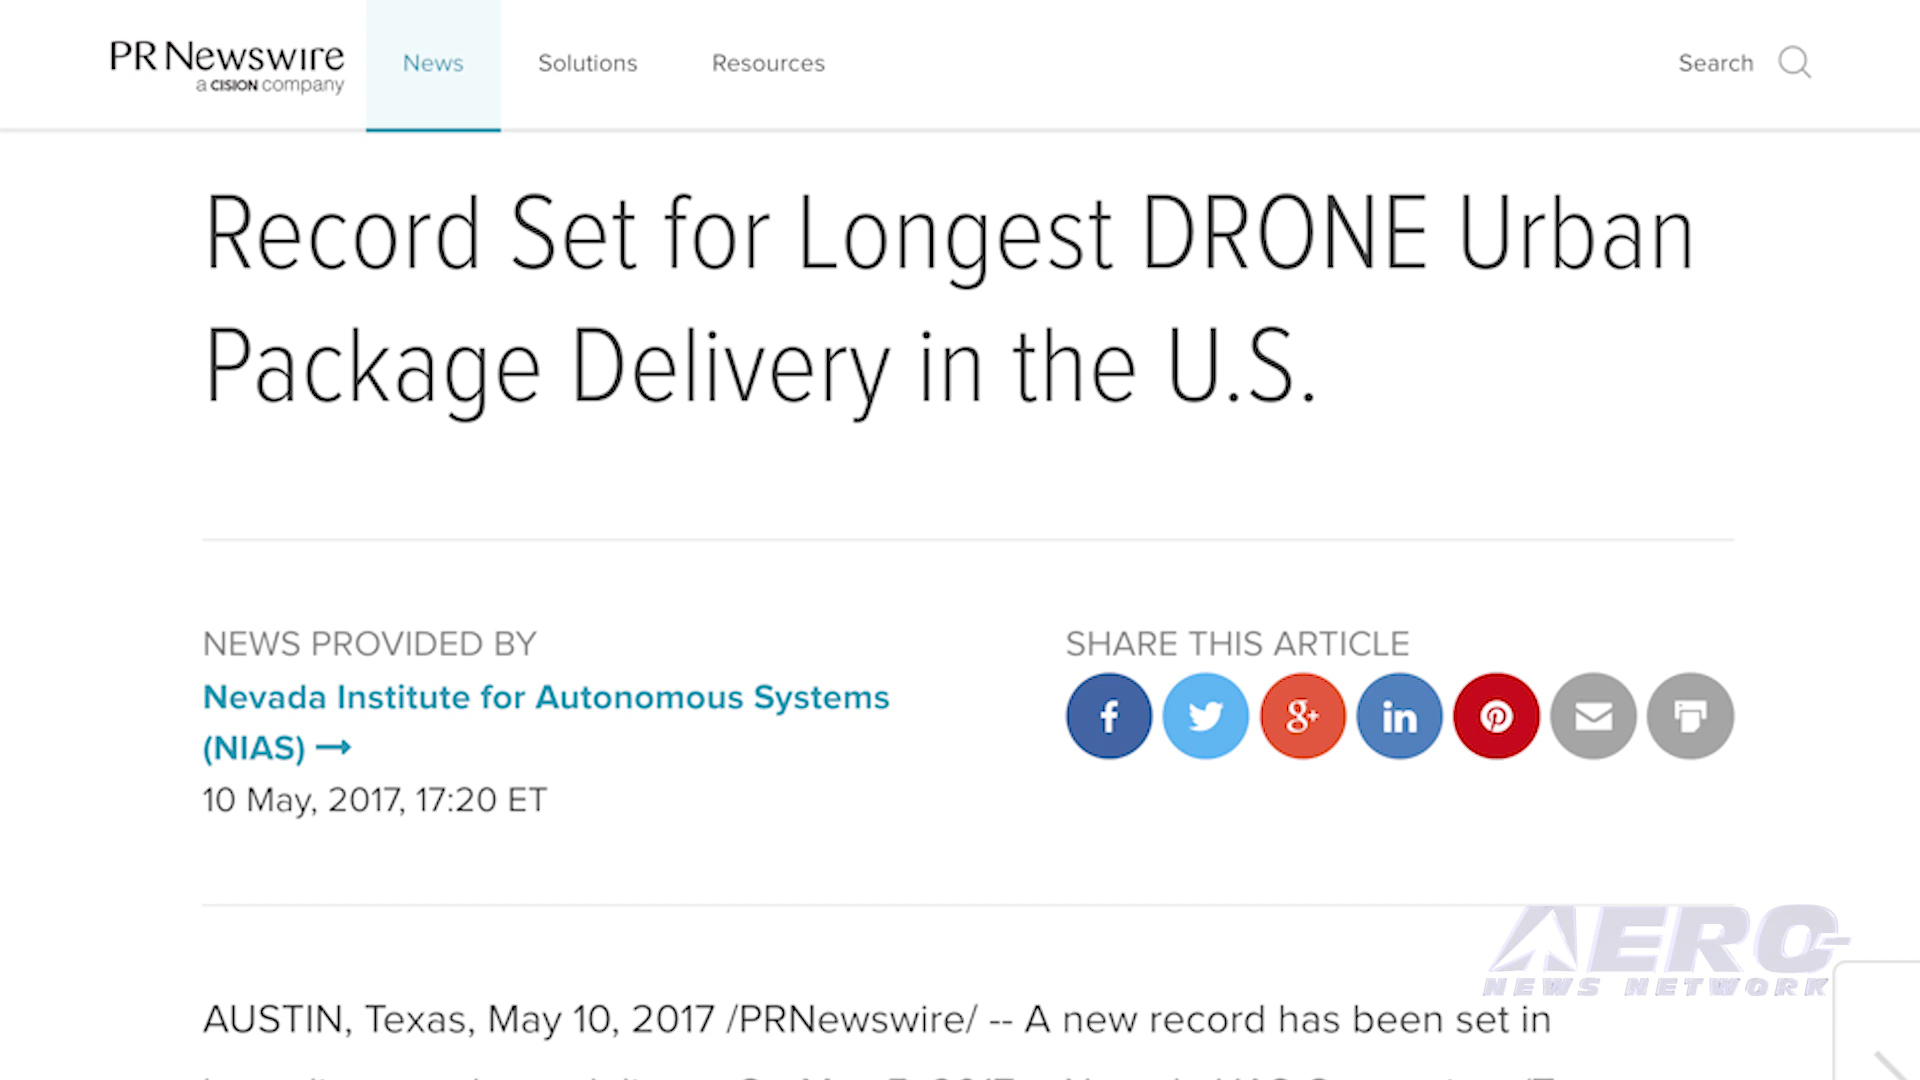 PR Newswire
a CISION company
News
Solutions
Resources
Search
Record Set for Longest DRONE Urban
Package Delivery in the U.S.
NEWS PROVIDED BY
Nevada Institute for Autonomous Systems
(NIAS)
10 May, 2017, 17:20 ET
SHARE THIS ARTICLE
AERO-
NEWS NETWORK
AUSTIN, Texas, May 10, 2017 /PRNewswire/ -- A new record has been set in